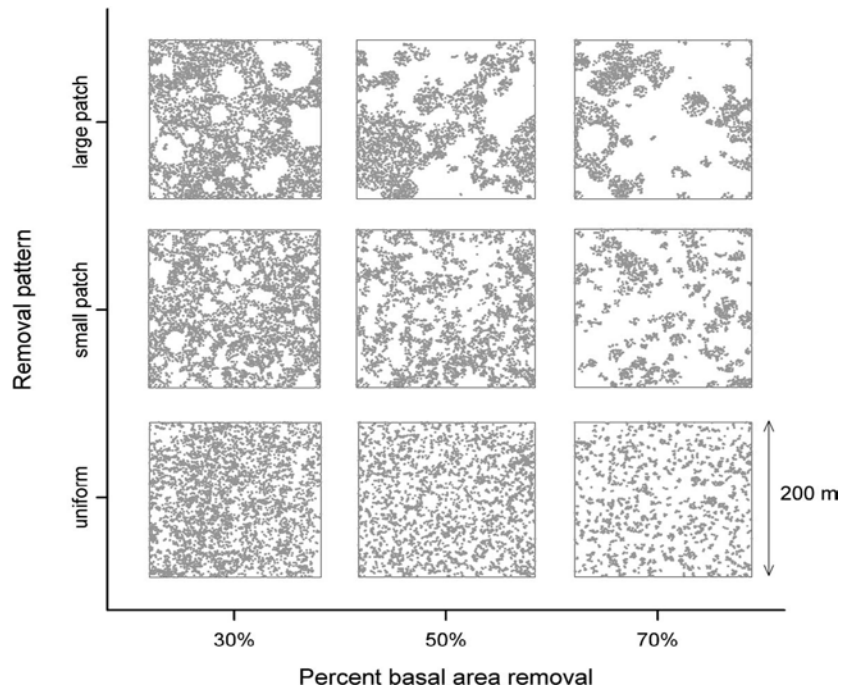 Removal pattern
large patch
small patch
uniform
200 m
30%
50%
70%
Percent basal area removal